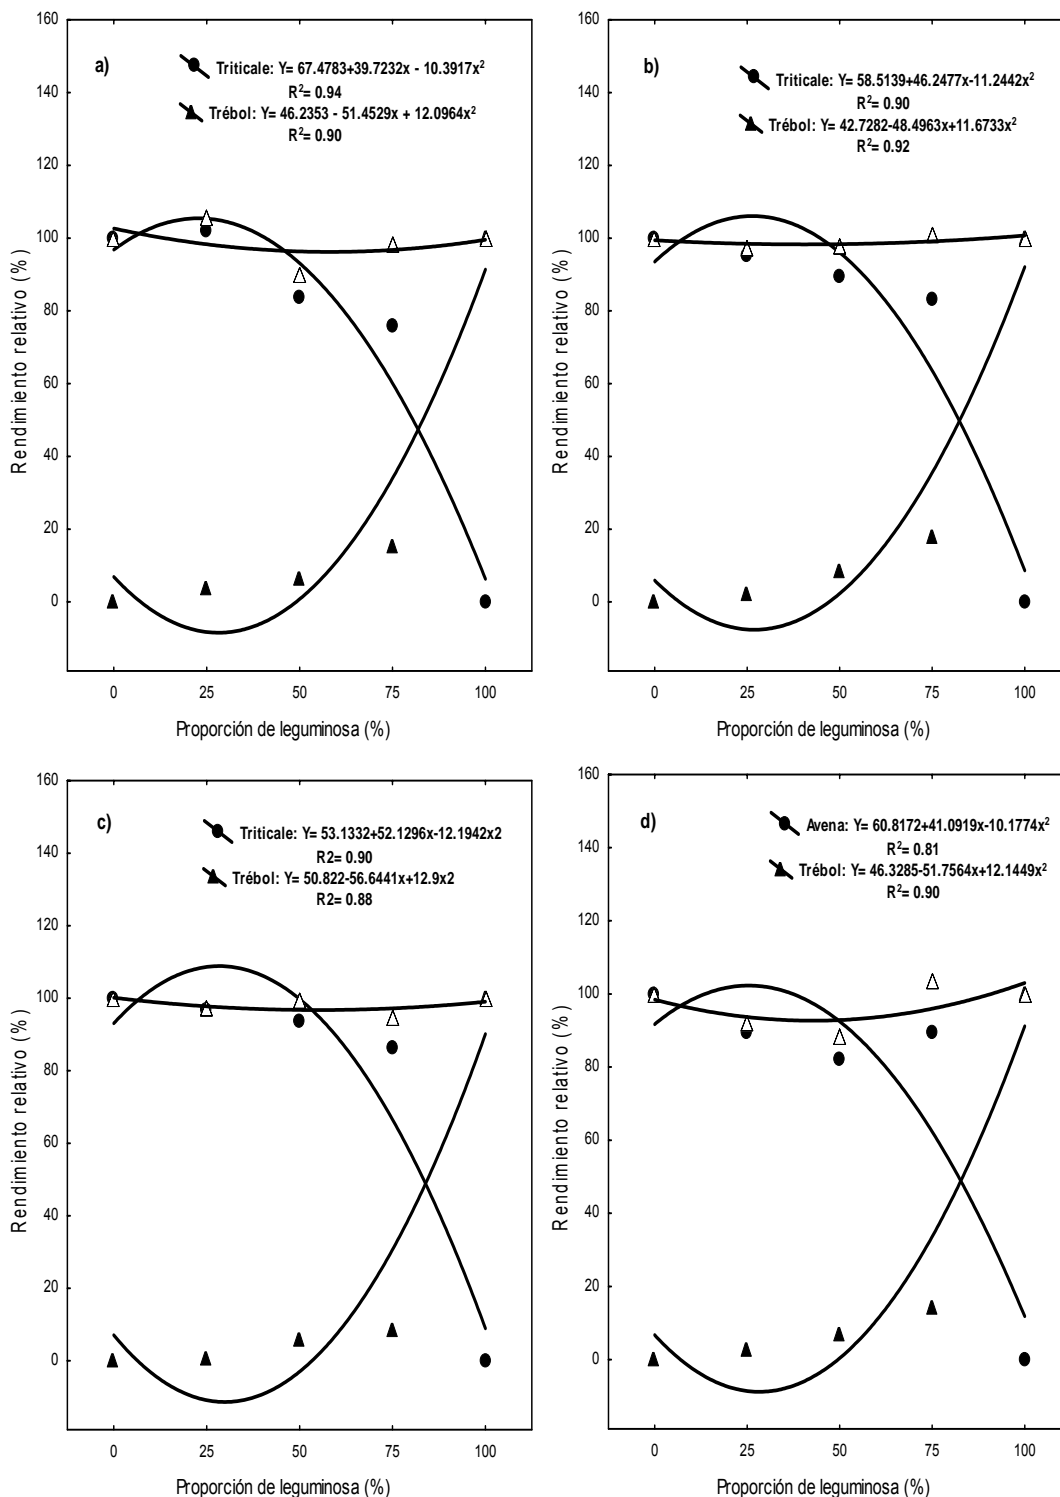 a)
Triticale: Y= 67.4783+39.7232x - 10.3917x²
R²= 0.94
Trébol: Y= 46.2353 - 51.4529x + 12.0964x²
R²= 0.90
160
140
120
100
80
60
40
20
0
Rendimiento relativo (%)
0 25 50 75 100
Proporción de leguminosa (%)
b)
Triticale: Y= 58.5139+46.2477x-11.2442x²
R²= 0.90
Trébol: Y= 42.7282-48.4963x+11.6733x²
R²= 0.92
160
140
120
100
80
60
40
20
0
Rendimiento relativo (%)
0 25 50 75 100
Proporción de leguminosa (%)
c)
Triticale: Y= 53.1332+52.1296x-12.1942x2
R2= 0.90
Trébol: Y= 50.822-56.6441x+12.9x2
R2= 0.88
160
140
120
100
80
60
40
20
0
Rendimiento relativo (%)
0 25 50 75 100
Proporción de leguminosa (%)
d)
Avena: Y= 60.8172+41.0919x-10.1774x²
R²= 0.81
Trébol: Y= 46.3285-51.7564x+12.1449x²
R²= 0.90
160
140
120
100
80
60
40
20
0
Rendimiento relativo (%)
0 25 50 75 100
Proporción de leguminosa (%)